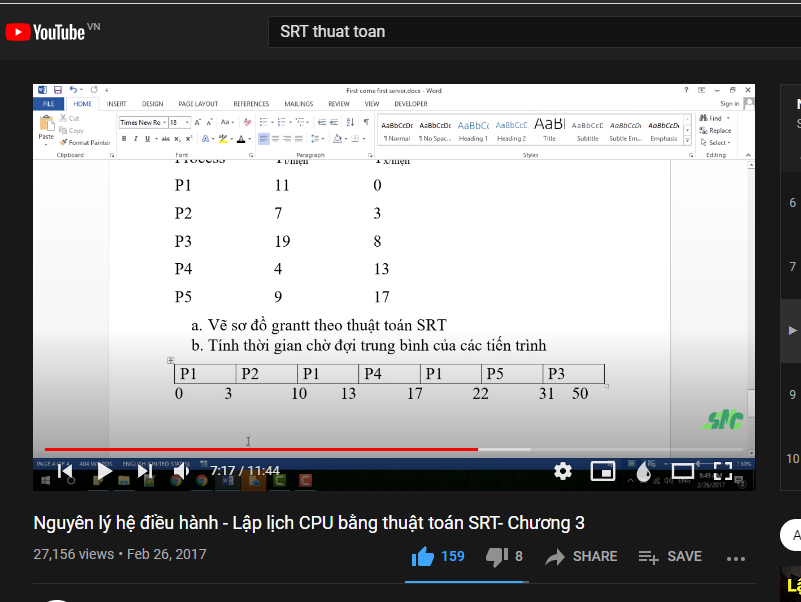 YouTube VN
SRT thuat toan
First come first server.docx - Word
Sign in
FILE HOME INSERT DESIGN PAGE LAYOUT REFERENCES MAILINGS REVIEW VIEW DEVELOPER
Cut
Copy
Format Painter
Paste
Times New Ro 18
AaBbCcDc AaBbCcDc AaBbCc AaBbCcC AaBl AaBbCcD AaBbCcDc AaBbCcDc
¶ Normal ¶ No Spac... Heading 1 Heading 2 Title Subtitle Subtle Em... Emphasis
Find
Replace
Select
Clipboard Font Paragraph Styles Editing
Process
P1 11 0
P2 7 3
P3 19 8
P4 4 13
P5 9 17
a. Vẽ sơ đồ grantt theo thuật toán SRT
b. Tính thời gian chờ đợi trung bình của các tiến trình
P1 P2 P1 P4 P1 P5 P3
0 3 10 13 17 22 31 50
7:17 / 11:44
2/26/2017
Nguyên lý hệ điều hành - Lập lịch CPU bằng thuật toán SRT- Chương 3
27,156 views • Feb 26, 2017
159 8 SHARE SAVE
6
7
9
10